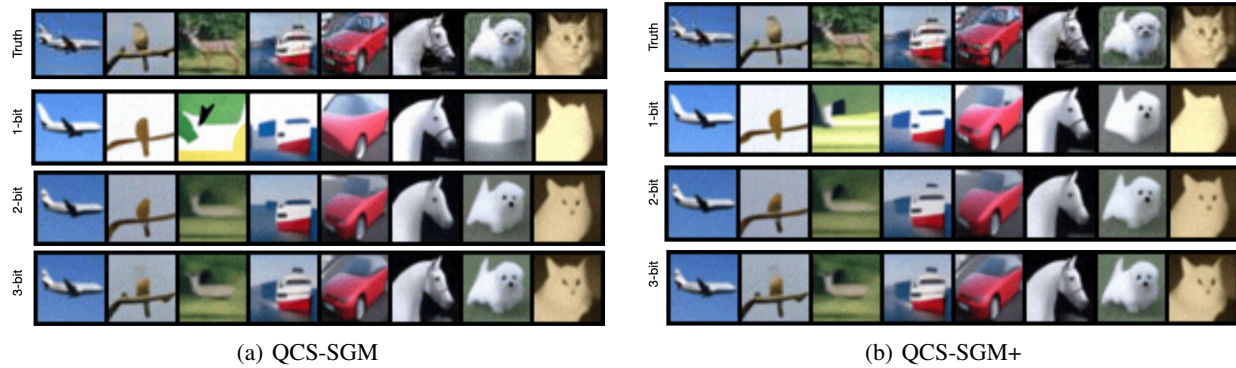 Truth
1-bit
2-bit
3-bit
(a) QCS-SGM
Truth
1-bit
2-bit
3-bit
(b) QCS-SGM+